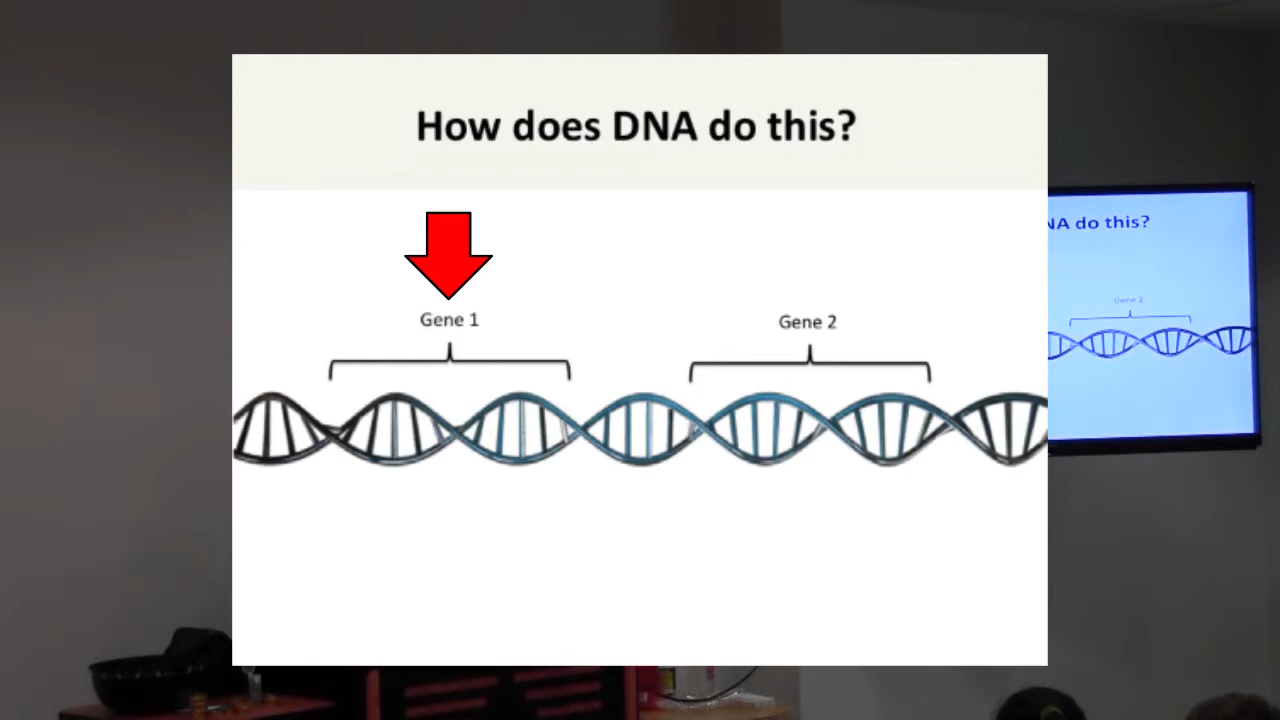 How does DNA do this?
Gene 1
Gene 2
NA do this?
Gene 2